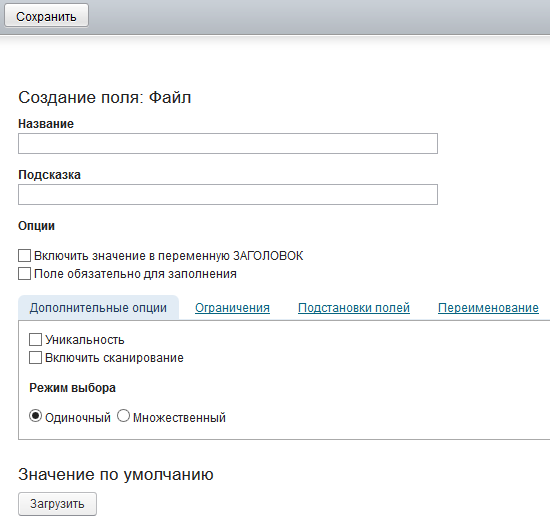 Сохранить
Создание поля: Файл
Название
Подсказка
Опции
Включить значение в переменную ЗАГОЛОВОК
Поле обязательно для заполнения
Дополнительные опции Ограничения Подстановки полей Переименование
Уникальность
Включить сканирование
Режим выбора
Одиночный Множественный
Значение по умолчанию
Загрузить